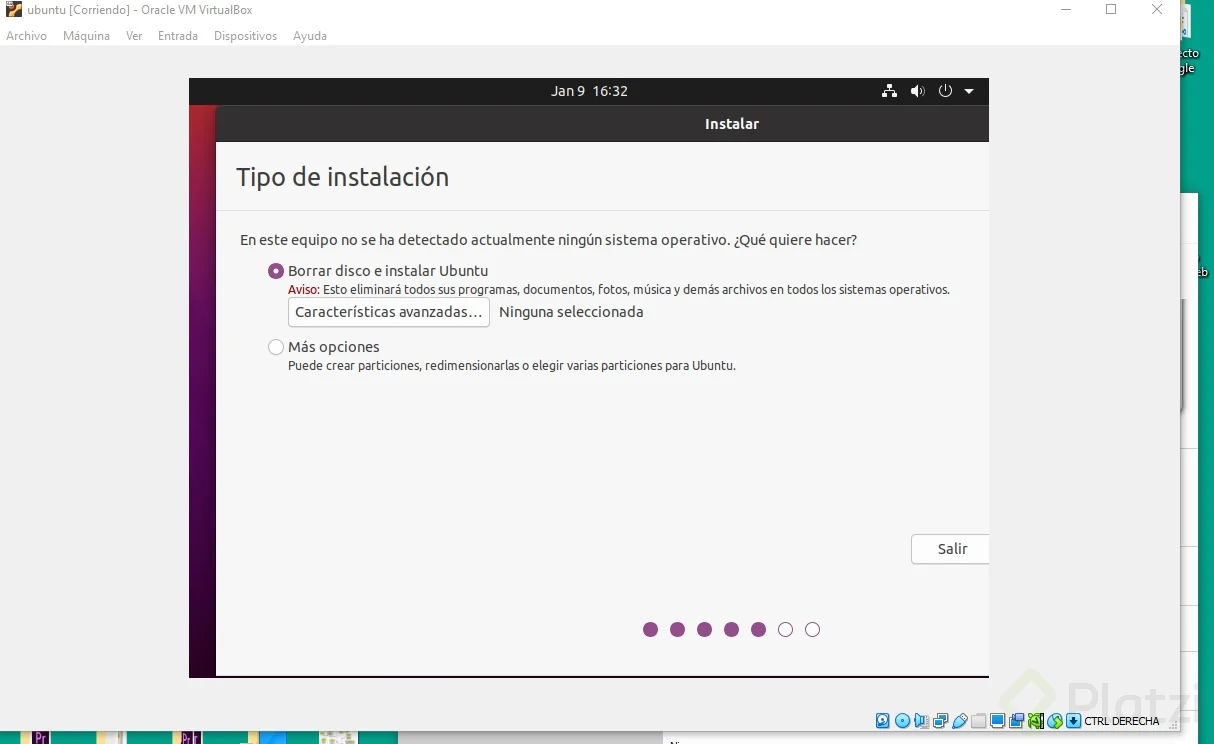 ubuntu [Corriendo] - Oracle VM VirtualBox
Archivo Máquina Ver Entrada Dispositivos Ayuda
Jan 9 16:32
Instalar
Tipo de instalación
En este equipo no se ha detectado actualmente ningún sistema operativo. ¿Qué quiere hacer?
Borrar disco e instalar Ubuntu
Aviso: Esto eliminará todos sus programas, documentos, fotos, música y demás archivos en todos los sistemas operativos.
Características avanzadas... Ninguna seleccionada
Más opciones
Puede crear particiones, redimensionarlas o elegir varias particiones para Ubuntu.
Salir
Platzi
CTRL DERECHA
Pr
Pr